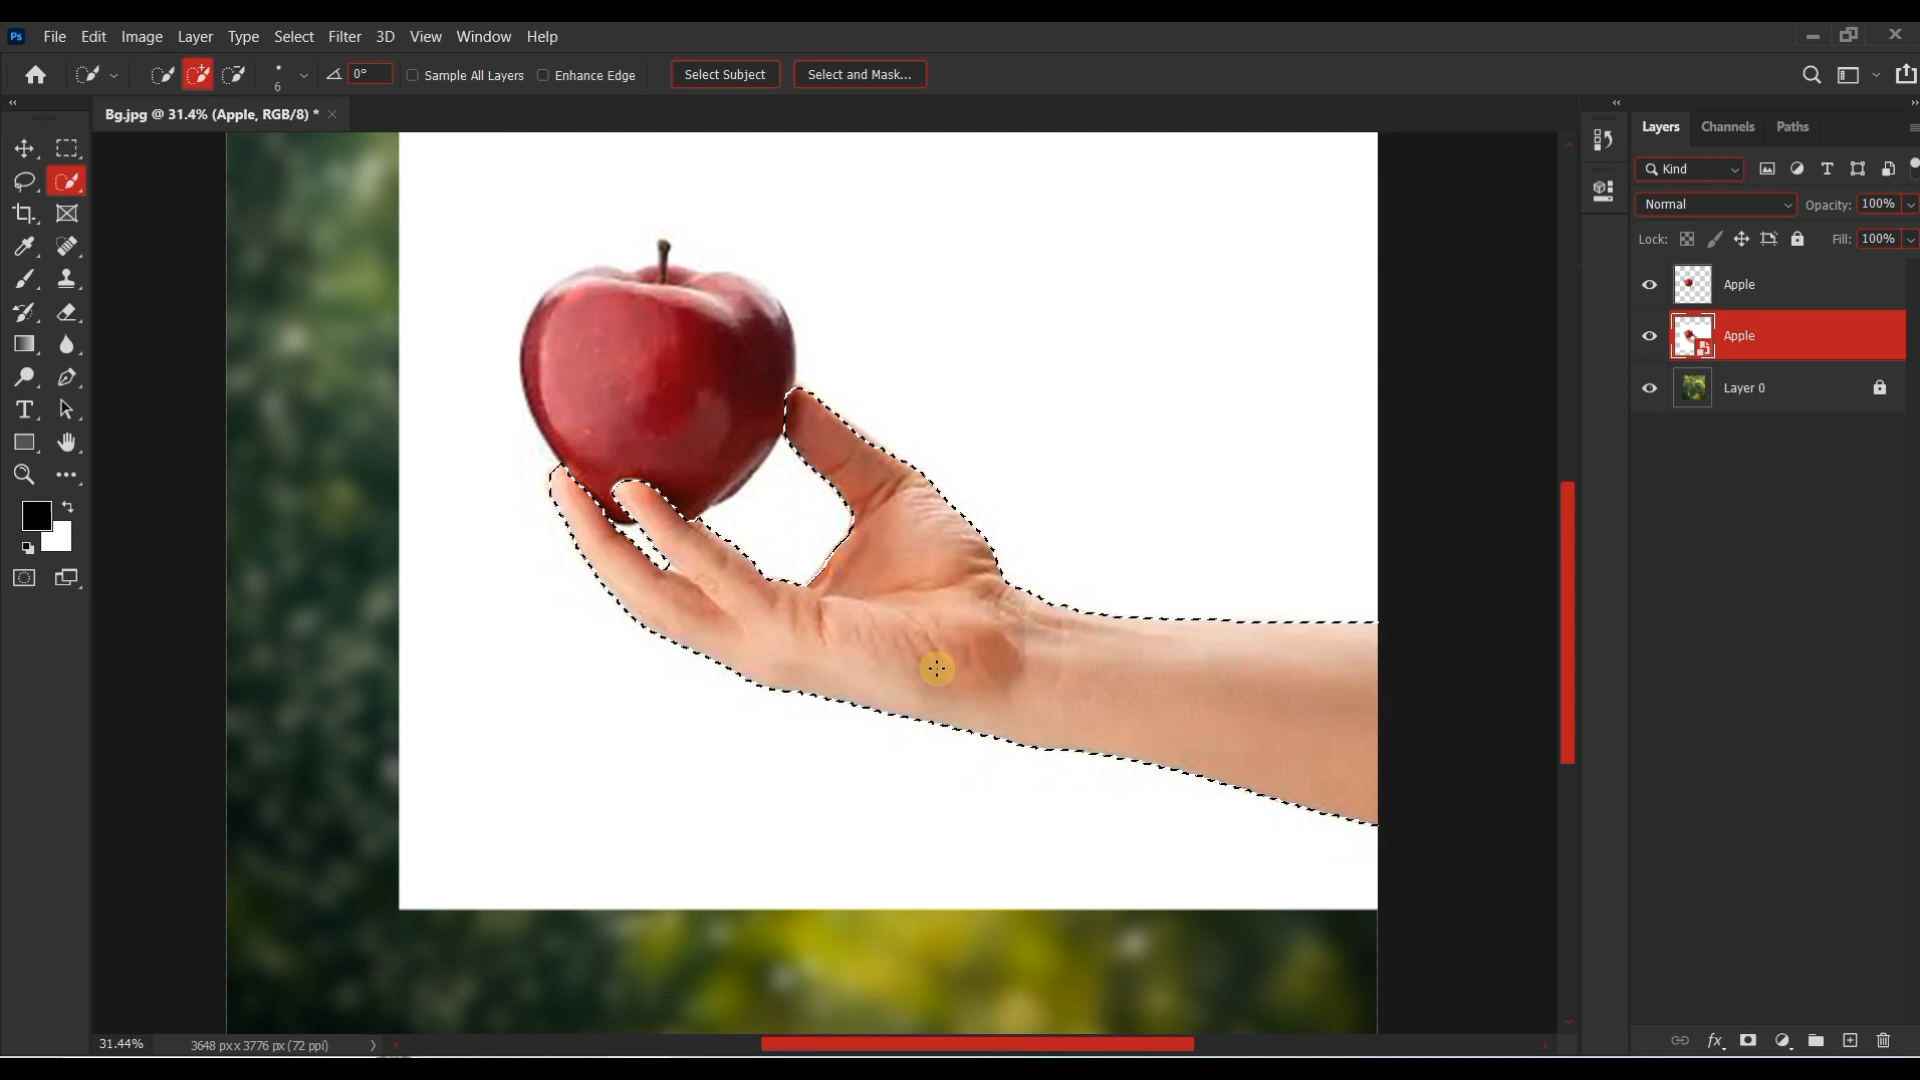 Ps File Edit Image Layer Type Select Filter 3D View Window Help
6 0° Sample All Layers Enhance Edge Select Subject Select and Mask...
Bg.jpg @ 31.4% (Apple, RGB/8) *
Layers Channels Paths
Kind
Normal Opacity: 100%
Lock: Fill: 100%
Apple
Apple
Layer 0
31.44% 3648 px x 3776 px (72 ppi)